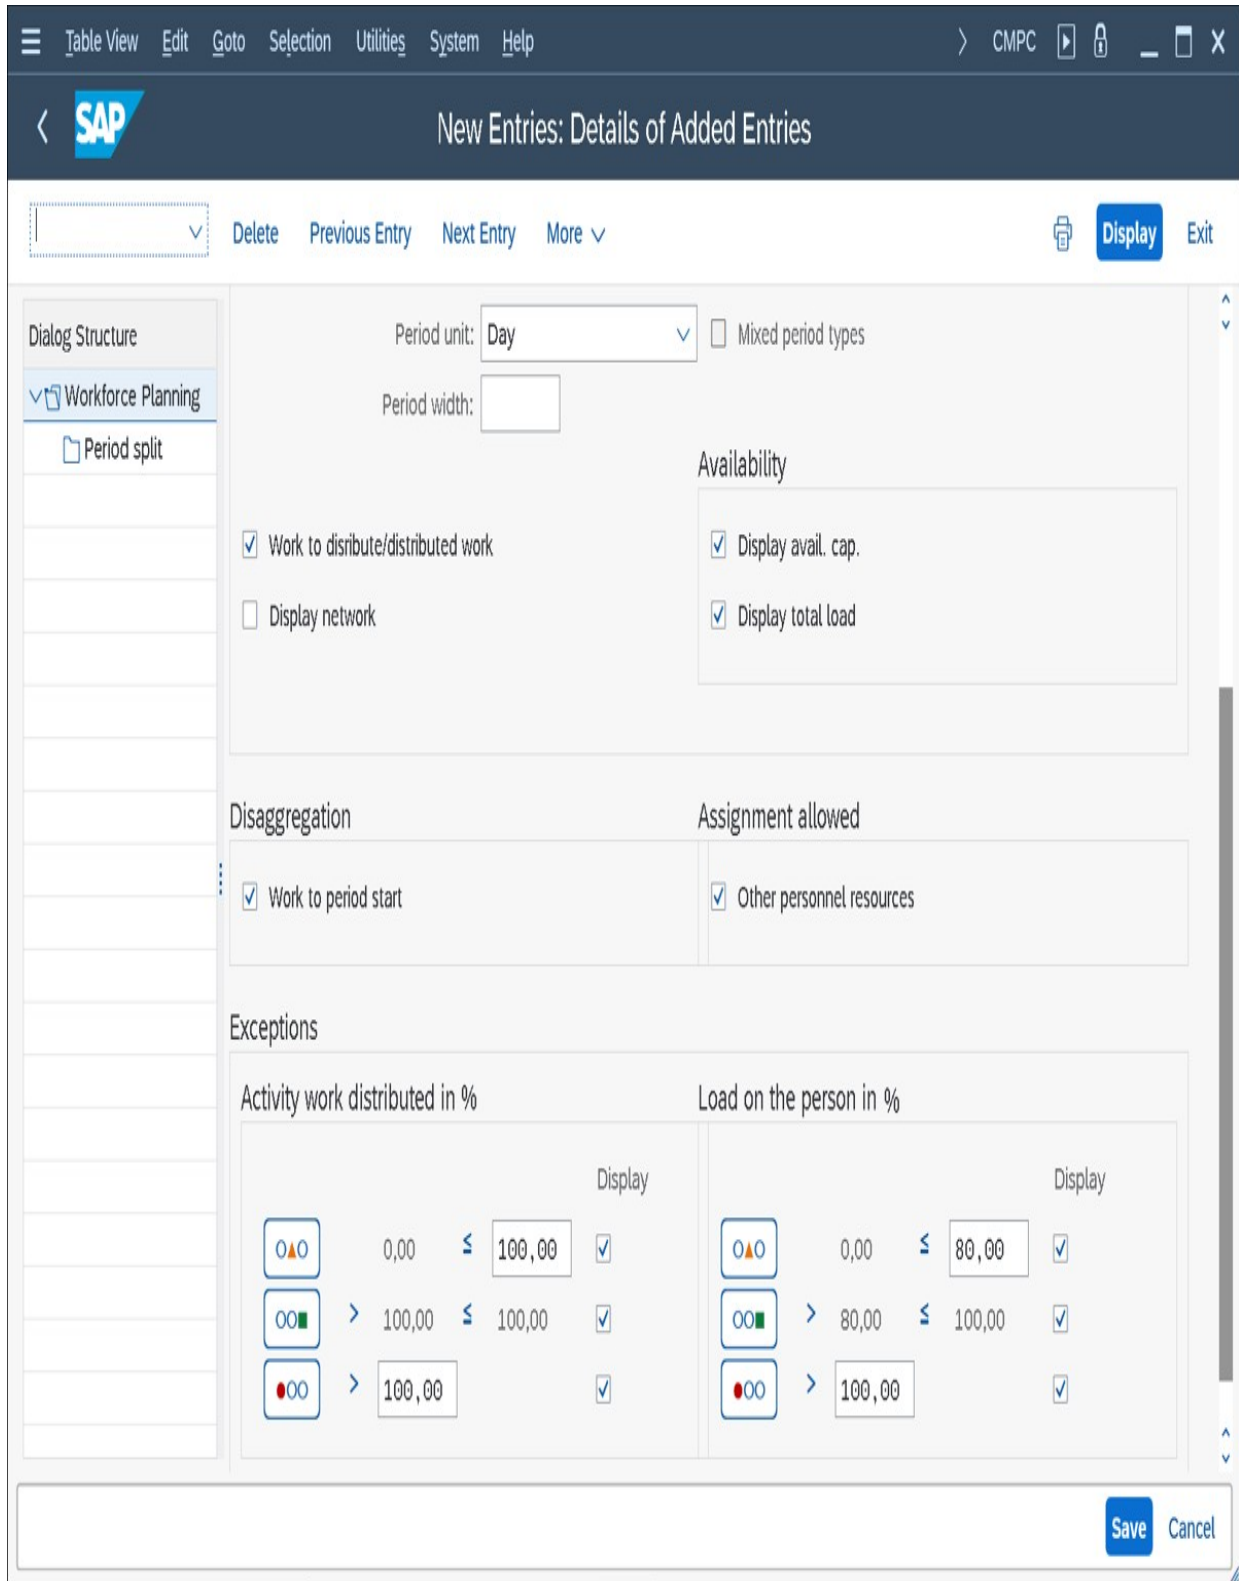 Table View Edit Goto Selection Utilities System Help CMPC
SAP New Entries: Details of Added Entries
Delete Previous Entry Next Entry More Display Exit
Dialog Structure
Workforce Planning
Period split
Period unit: Day Mixed period types
Period width:
Availability
Work to disribute/distributed work Display avail. cap.
Display network Display total load
Disaggregation Assignment allowed
Work to period start Other personnel resources
Exceptions
Activity work distributed in % Load on the person in %
Display Display
0,00 ≤ 100,00 0,00 ≤ 80,00
> 100,00 ≤ 100,00 > 80,00 ≤ 100,00
> 100,00 > 100,00
Save Cancel